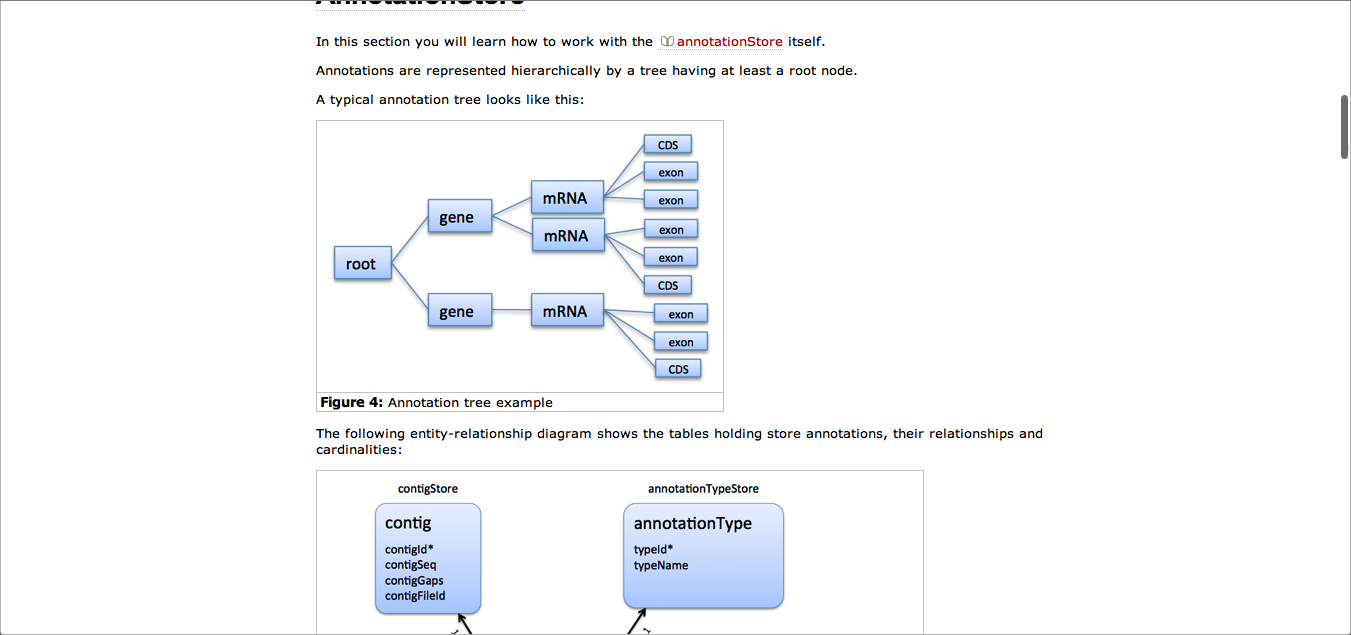 AnnotationStore
In this section you will learn how to work with the annotationStore itself.
Annotations are represented hierarchically by a tree having at least a root node.
A typical annotation tree looks like this:
CDS
exon
mRNA
exon
gene
exon
mRNA
exon
root
CDS
gene
mRNA
exon
exon
CDS
Figure 4: Annotation tree example
The following entity-relationship diagram shows the tables holding store annotations, their relationships and
cardinalities:
contigStore
annotationTypeStore
contig
annotationType
contigId*
typeId*
contigSeq
typeName
contigGaps
contigFileId
1
1